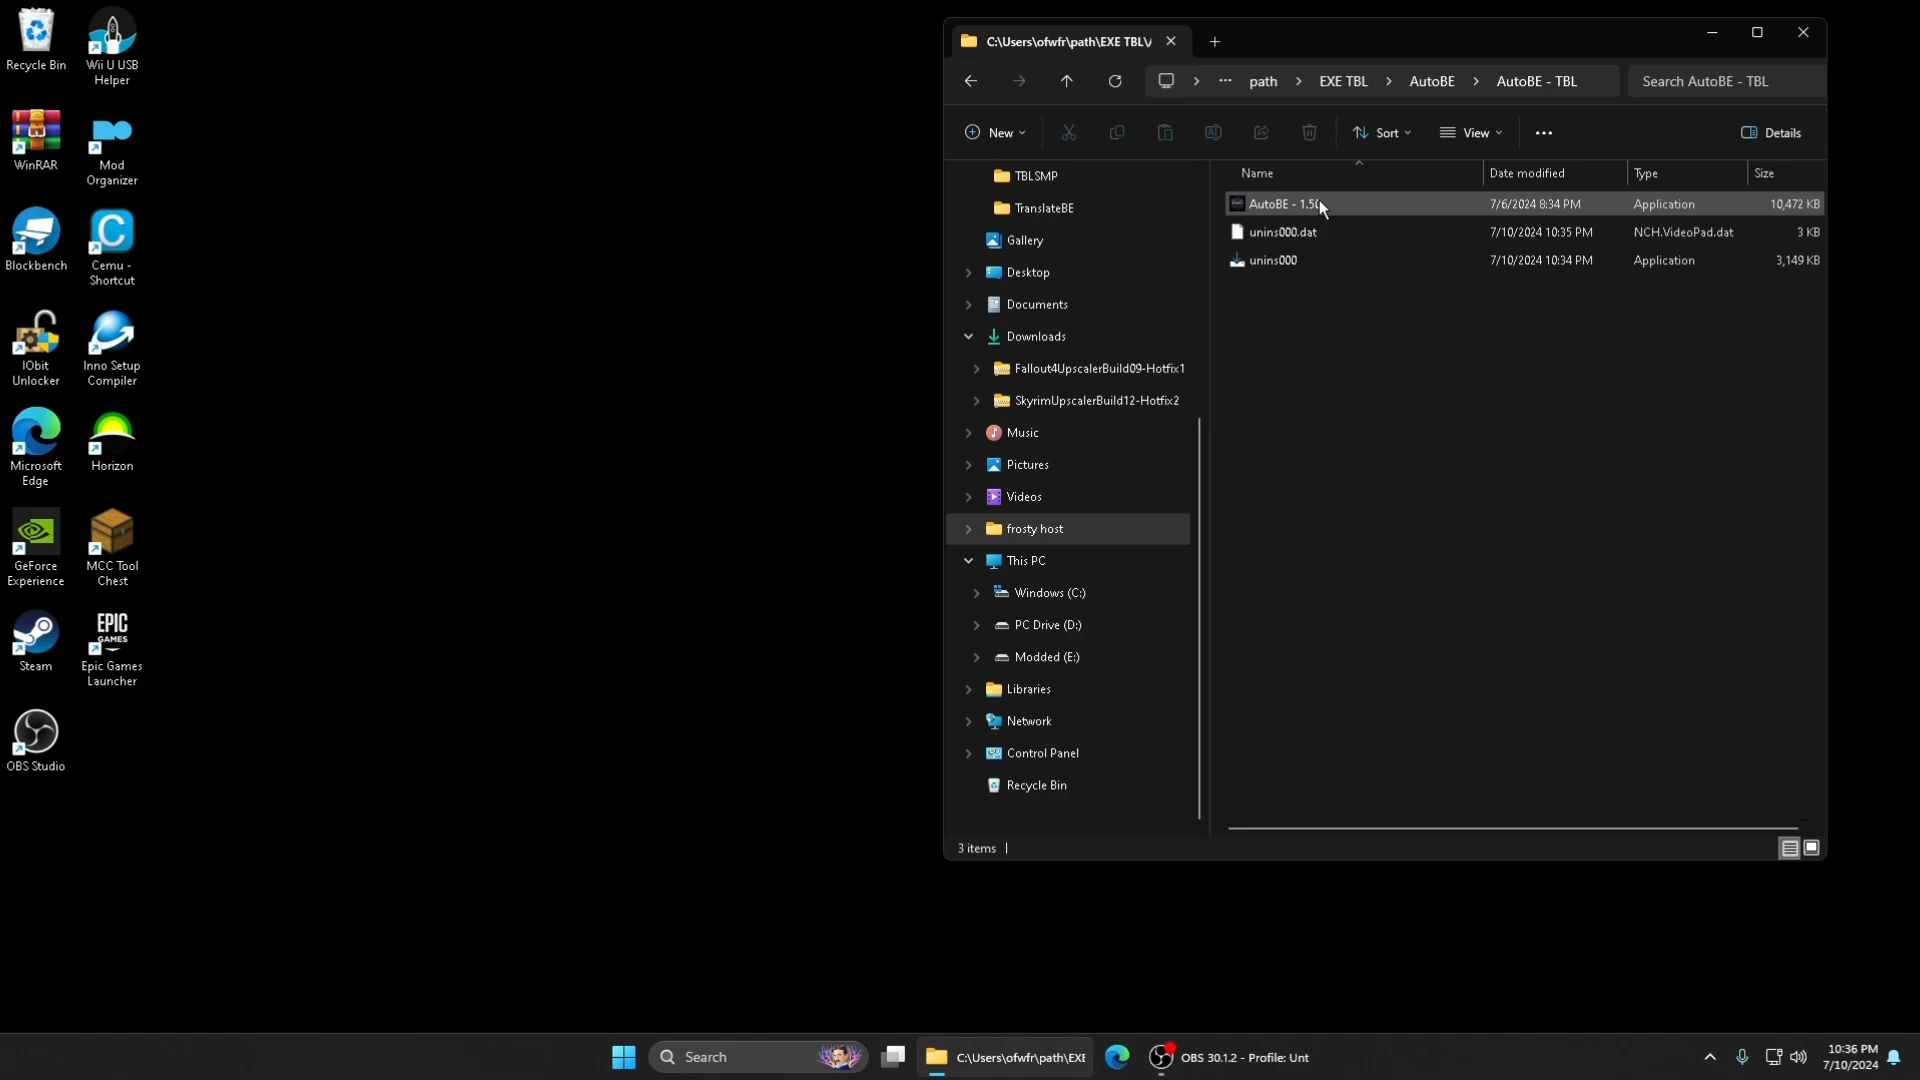 Recycle Bin
Wii U USB
Helper
WinRAR
Mod
Organizer
Blockbench
Cemu -
Shortcut
IObit
Unlocker
Inno Setup
Compiler
Microsoft
Edge
Horizon
GeForce
Experience
MCC Tool
Chest
Steam
EPIC
GAMES
Epic Games
Launcher
OBS Studio
C:\Users\ofwfr\path\EXE TBL\
path
EXE TBL
AutoBE
AutoBE - TBL
Search AutoBE - TBL
New
Sort
View
Details
TBLSMP
TranslateBE
Gallery
Desktop
Documents
Downloads
Fallout4UpscalerBuild09-Hotfix1
SkyrimUpscalerBuild12-Hotfix2
Music
Pictures
Videos
frosty host
This PC
Windows (C:)
PC Drive (D:)
Modded (E:)
Libraries
Network
Control Panel
Recycle Bin
Name Date modified Type Size
AutoBE - 1.50 7/6/2024 8:34 PM Application 10,472 KB
unins000.dat 7/10/2024 10:35 PM NCH.VideoPad.dat 3 KB
unins000 7/10/2024 10:34 PM Application 3,149 KB
3 items
Search
C:\Users\ofwfr\path\EXE
OBS 30.1.2 - Profile: Unt
10:36 PM
7/10/2024